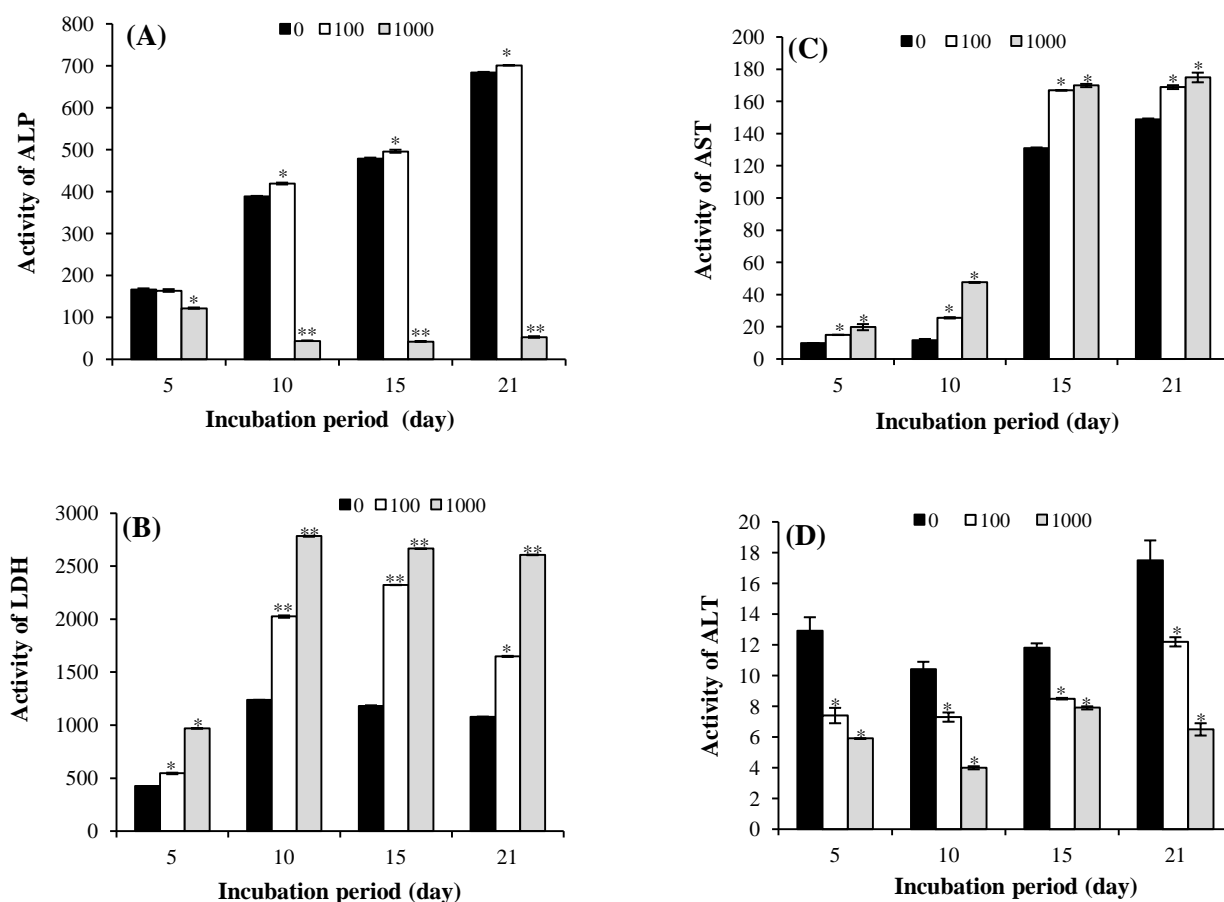 (A)
0 100 1000
Activity of ALP
800
700
600
500
400
300
200
100
0
*
*
**
*
**
*
**
5 10 15 21
Incubation period (day)
(C)
0 100 1000
Activity of AST
200
180
160
140
120
100
80
60
40
20
0
* *
* *
* *
* *
5 10 15 21
Incubation period (day)
(B)
0 100 1000
Activity of LDH
3000
2500
2000
1500
1000
500
0
* *
** **
** **
* **
5 10 15 21
Incubation period (day)
(D)
0 100 1000
Activity of ALT
20
18
16
14
12
10
8
6
4
2
0
* *
* *
* *
* *
5 10 15 21
Incubation period (day)